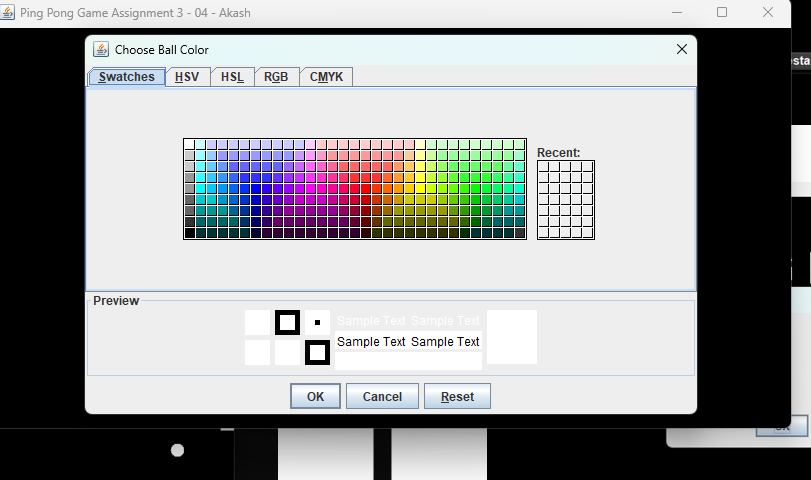 Ping Pong Game Assignment 3 - 04 - Akash
Choose Ball Color
Swatches HSV HSL RGB CMYK
Recent:
Preview
Sample Text Sample Text
Sample Text Sample Text
OK Cancel Reset